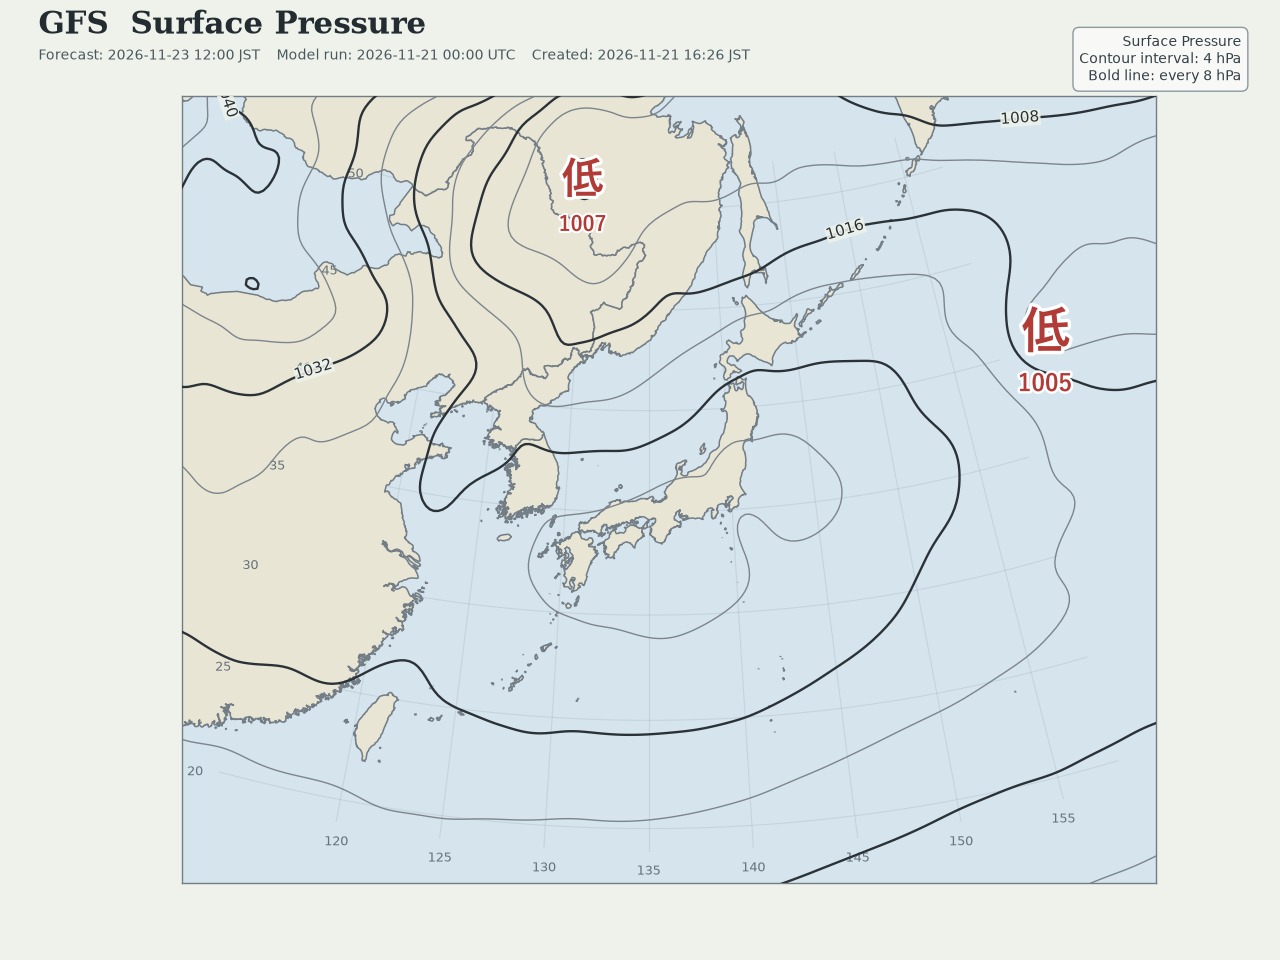 GFS Surface Pressure
Forecast: 2026-11-23 12:00 JST Model run: 2026-11-21 00:00 UTC Created: 2026-11-21 16:26 JST
Surface Pressure
Contour interval: 4 hPa
Bold line: every 8 hPa
1008
低
50
1007
1016
45
低
1032
1005
35
30
25
20
155
120
150
125
145
130
140
135